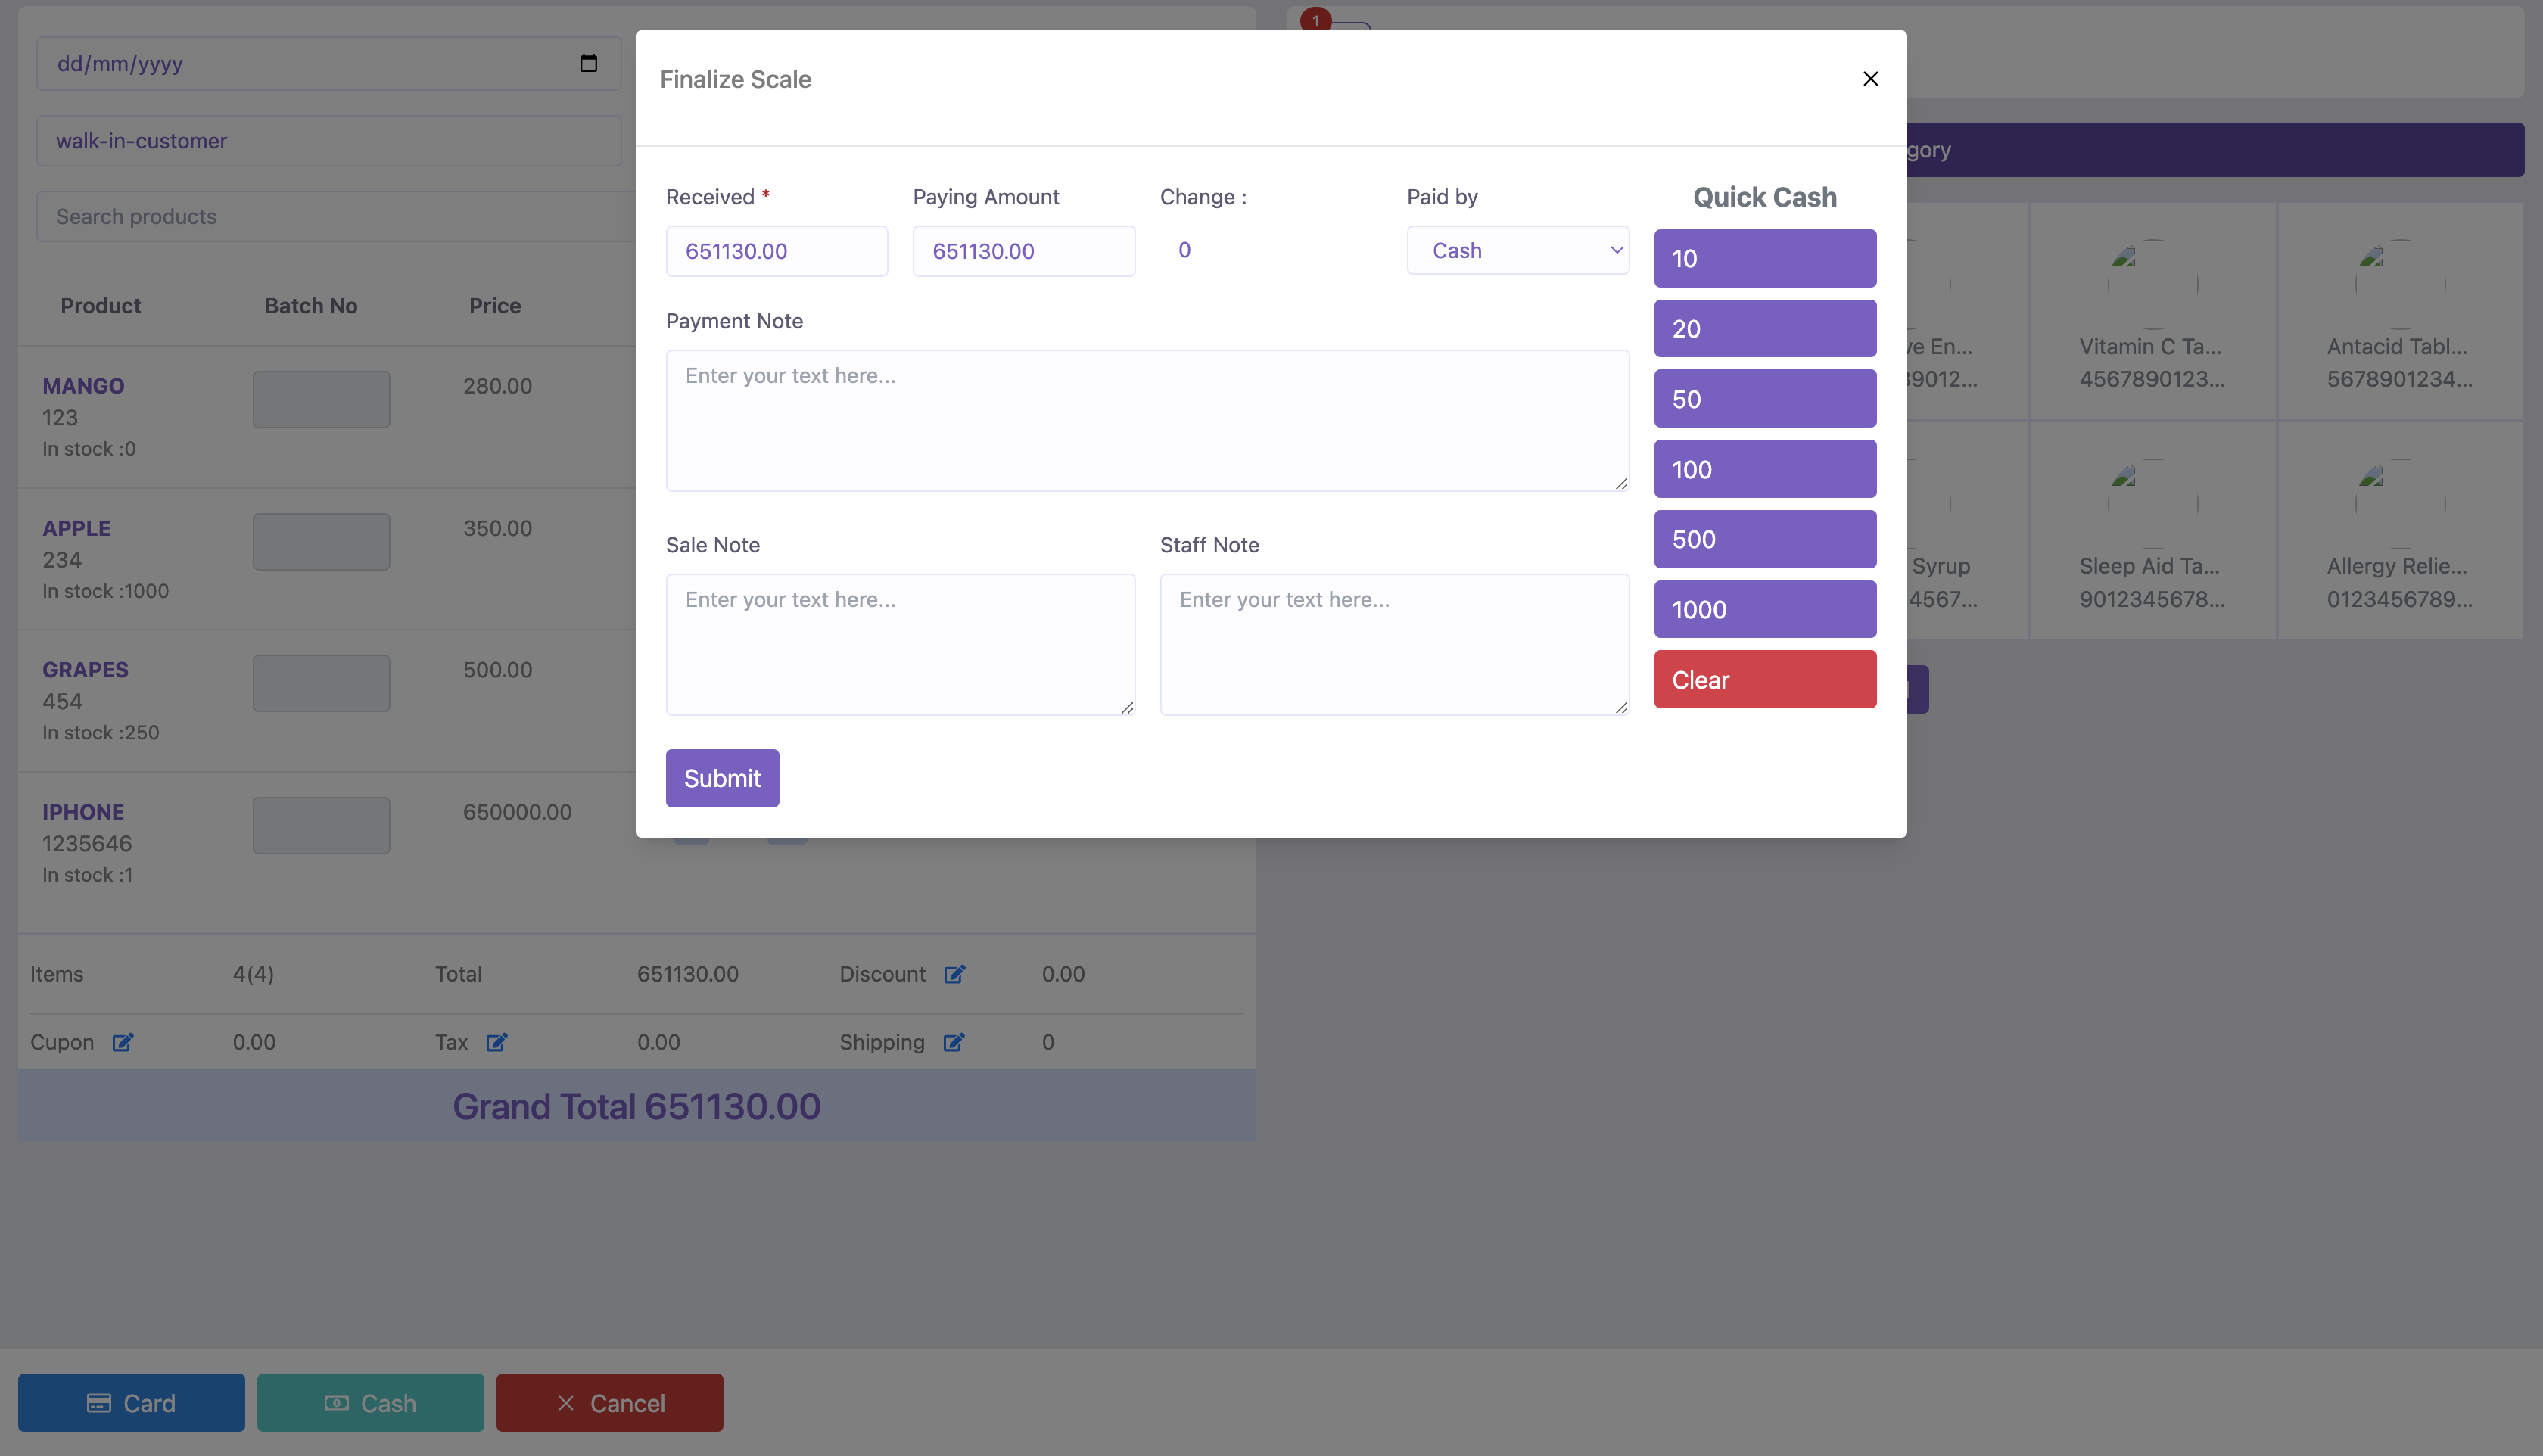 dd/mm/yyyy
walk-in-customer
Search products
Product Batch No Price
MANGO 280.00
123
In stock :0
APPLE 350.00
234
In stock :1000
GRAPES 500.00
454
In stock :250
IPHONE 650000.00
1235646
In stock :1
Items 4(4) Total 651130.00 Discount 0.00
Cupon 0.00 Tax 0.00 Shipping 0
Grand Total 651130.00
Card Cash Cancel
Finalize Scale
Received * Paying Amount Change : Paid by
651130.00 651130.00 0 Cash
Payment Note
Enter your text here...
Sale Note Staff Note
Enter your text here... Enter your text here...
Submit
Quick Cash
10
20
50
100
500
1000
Clear
1
gory
ve En... Vitamin C Ta... Antacid Tabl...
9012... 4567890123... 5678901234...
Syrup Sleep Aid Ta... Allergy Relie...
4567... 9012345678... 0123456789...